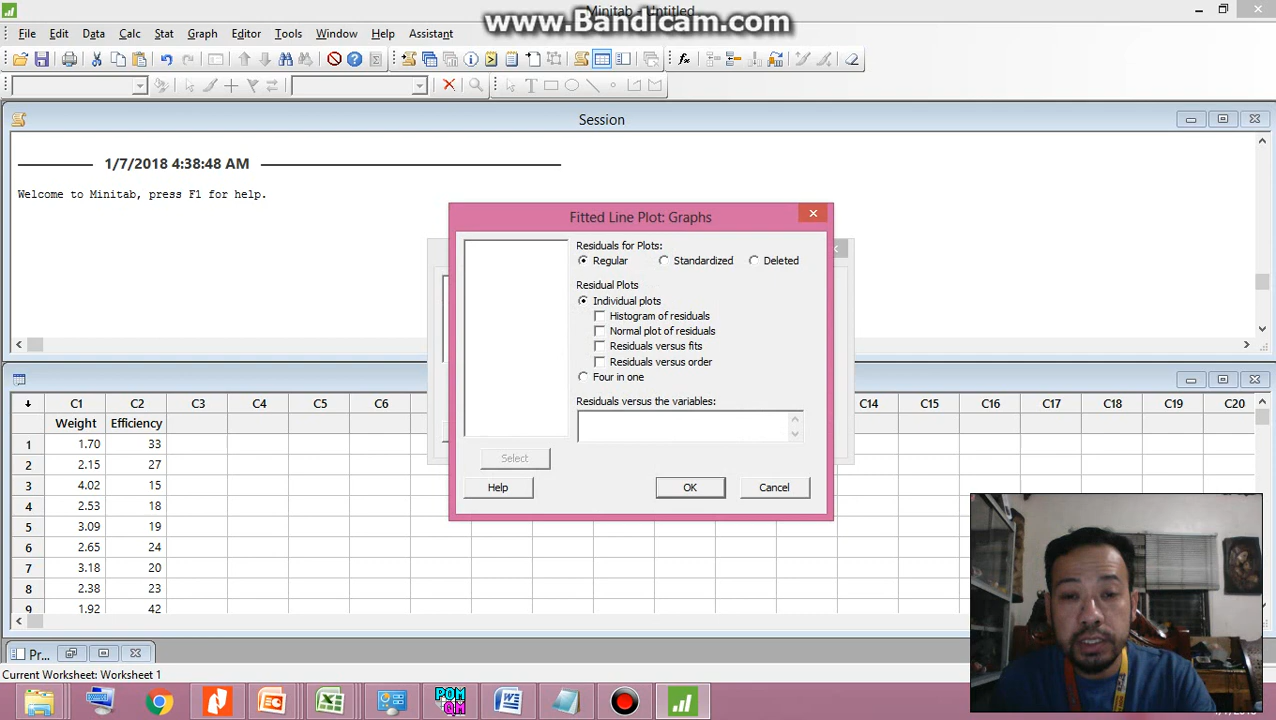 Minitab - Untitled
www.Bandicam.com
File Edit Data Calc Stat Graph Editor Tools Window Help Assistant
Session
1/7/2018 4:38:48 AM
Welcome to Minitab, press F1 for help.
Fitted Line Plot: Graphs
Residuals for Plots:
Regular Standardized Deleted
Residual Plots
Individual plots
Histogram of residuals
Normal plot of residuals
Residuals versus fits
Residuals versus order
Four in one
Residuals versus the variables:
Select
Help OK Cancel
C1 C2 C3 C4 C5 C6 C14 C15 C16 C17 C18 C19 C20
Weight Efficiency
1 1.70 33
2 2.15 27
3 4.02 15
4 2.53 18
5 3.09 19
6 2.65 24
7 3.18 20
8 2.38 23
9 1.92 42
Pr...
Current Worksheet: Worksheet 1
POM
QM